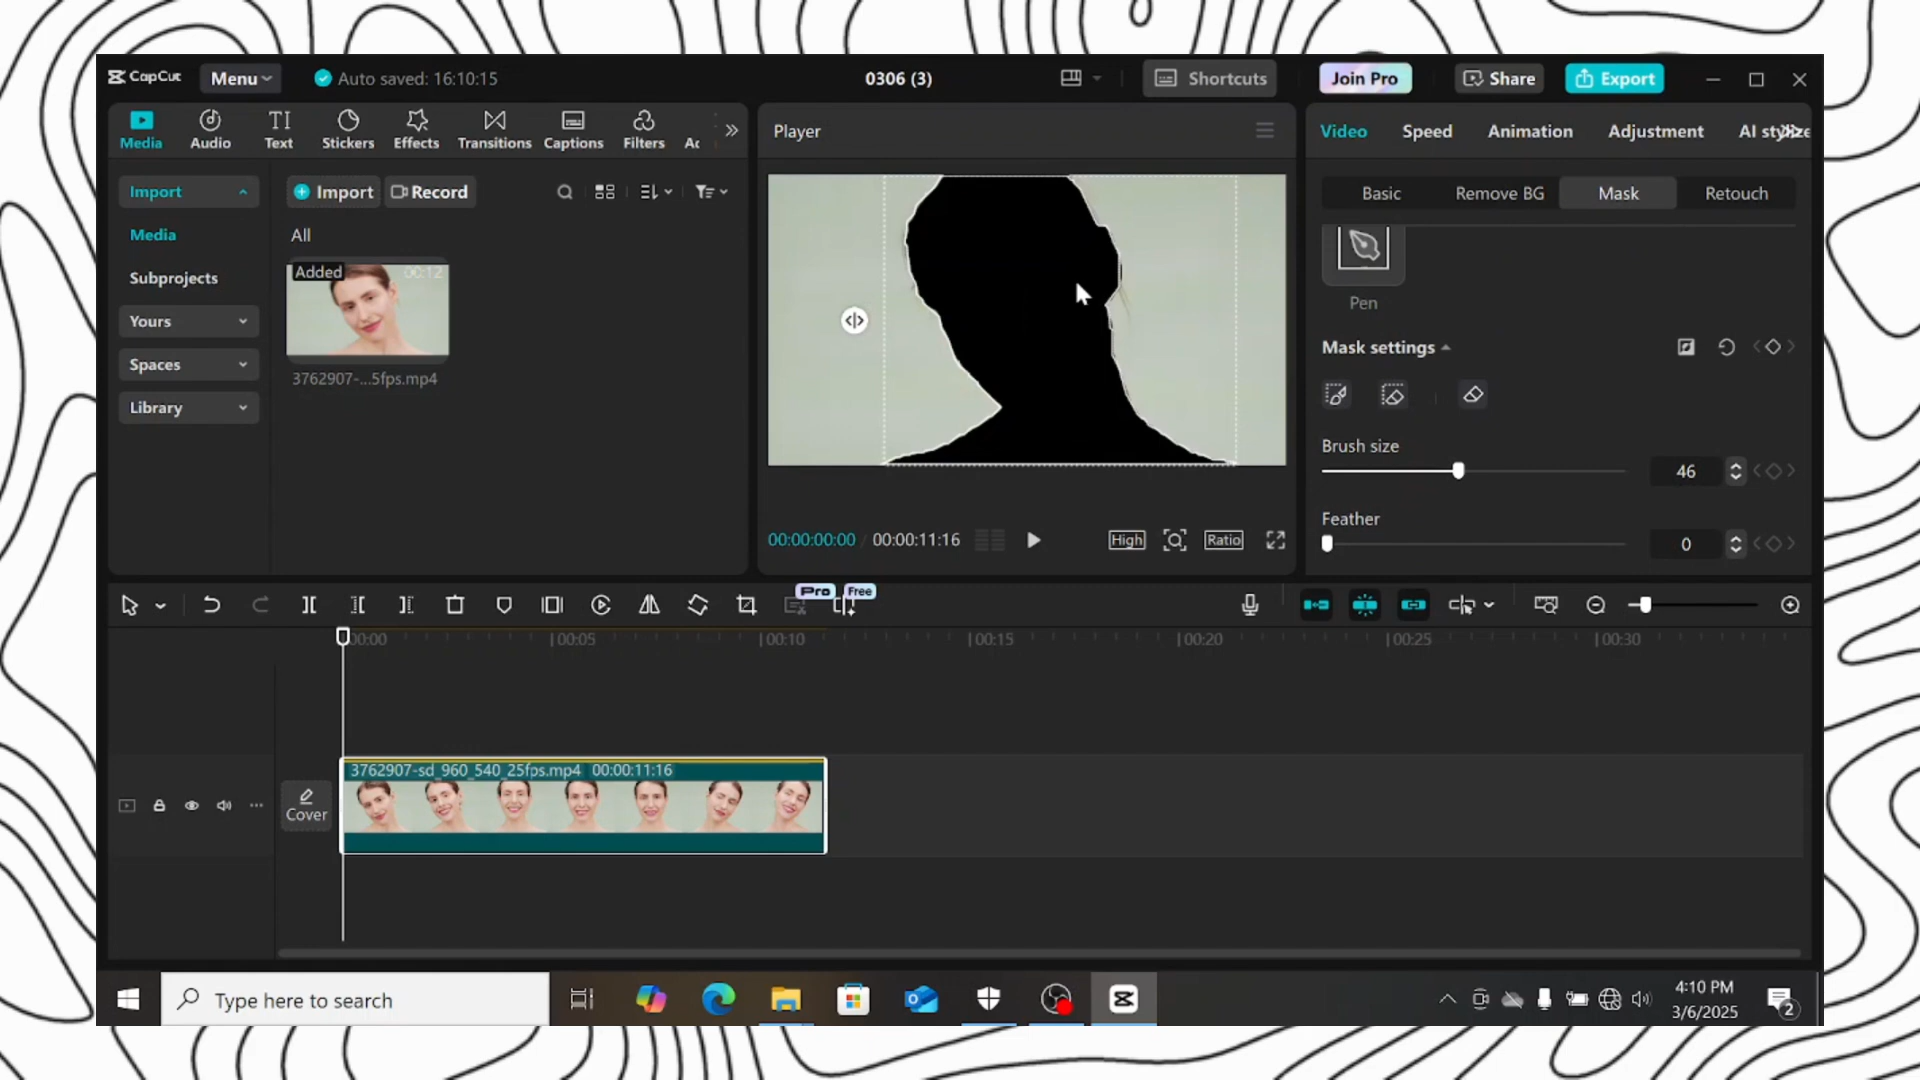 CapCut
Menu
Auto saved: 16:10:15
0306 (3)
Shortcuts
Join Pro
Share
Export
Media
Audio
Text
Stickers
Effects
Transitions
Captions
Filters
Player
Video
Speed
Animation
Adjustment
Import
Media
Subprojects
Yours
Spaces
Library
Import
Record
All
Added
00:12
3762907-...5fps.mp4
Basic
Remove BG
Mask
Retouch
Pen
Mask settings
Brush size
46
Feather
0
00:00:00:00
00:00:11:16
High
Ratio
Pro
Free
00:00
00:05
00:10
00:15
00:20
00:25
00:30
Cover
3762907-sd_960_540_25fps.mp4 00:00:11:16
Type here to search
4:10 PM
3/6/2025
2